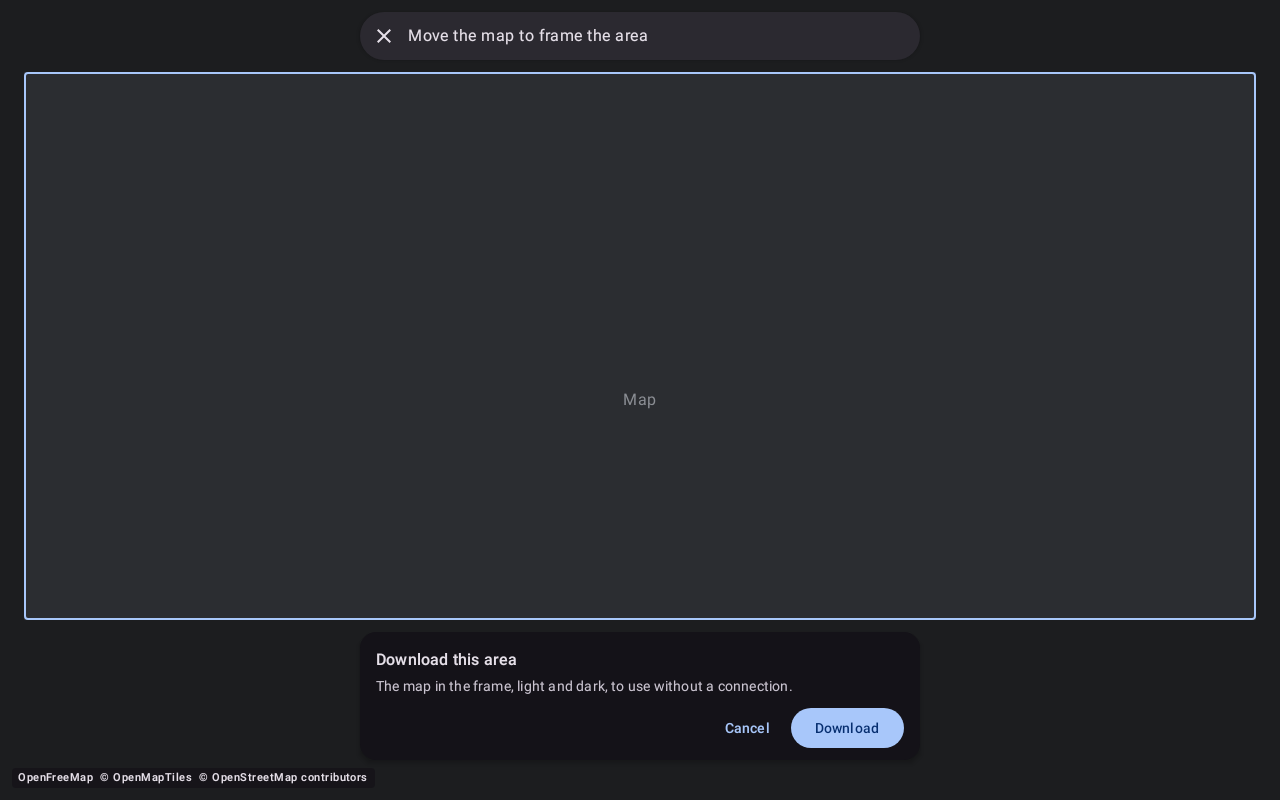 Move the map to frame the area
Map
Download this area
The map in the frame, light and dark, to use without a connection.
Cancel Download
OpenFreeMap © OpenMapTiles © OpenStreetMap contributors